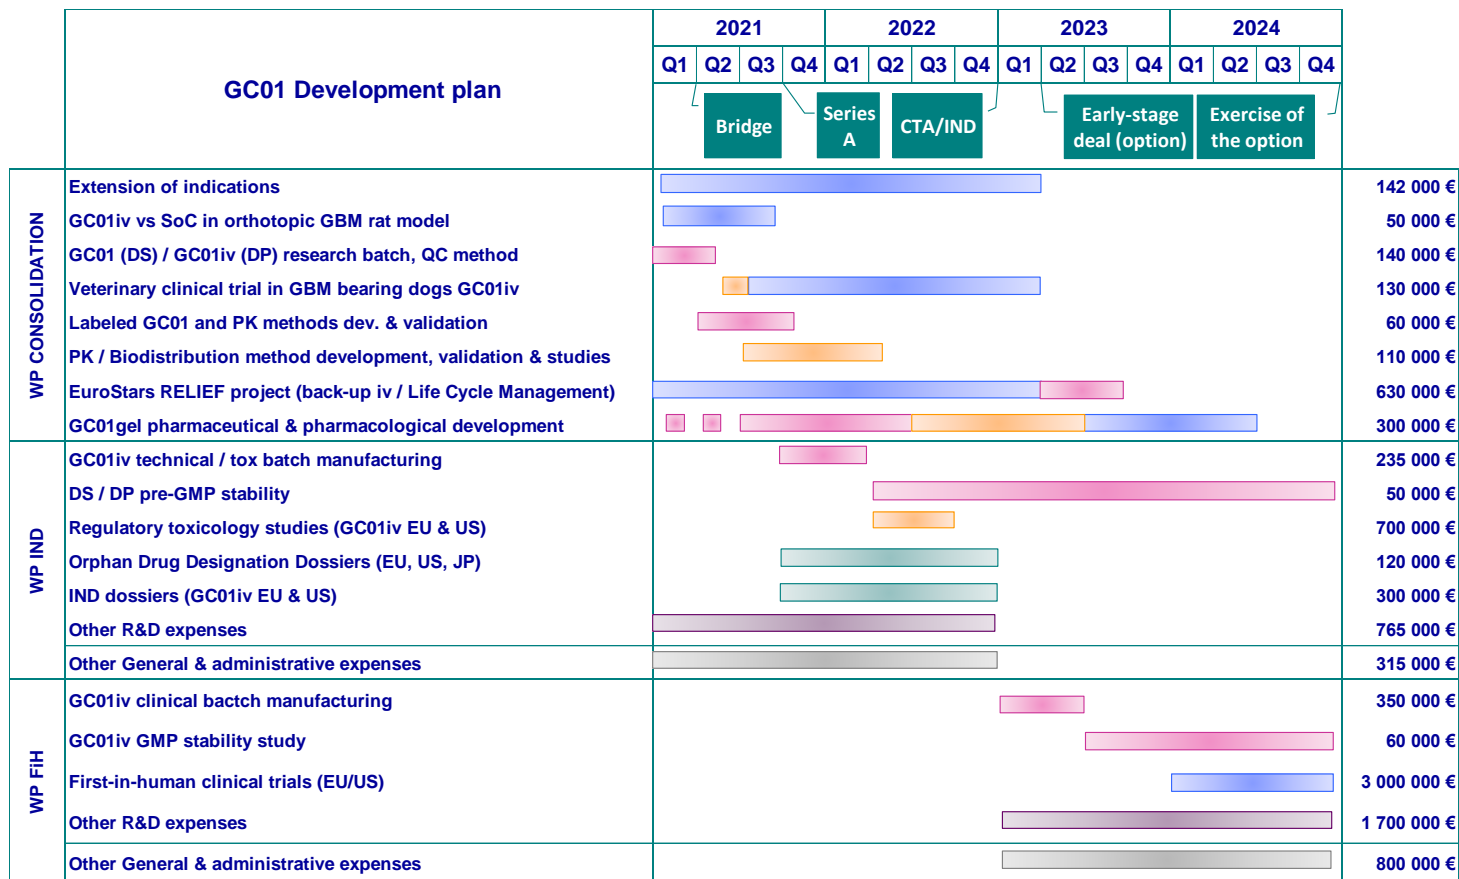 2021 2022 2023 2024
Q1 Q2 Q3 Q4 Q1 Q2 Q3 Q4 Q1 Q2 Q3 Q4 Q1 Q2 Q3 Q4
GC01 Development plan
Bridge
Series
A
CTA/IND
Early-stage
deal (option)
Exercise of
the option
WP CONSOLIDATION
Extension of indications 142 000 €
GC01iv vs SoC in orthotopic GBM rat model 50 000 €
GC01 (DS) / GC01iv (DP) research batch, QC method 140 000 €
Veterinary clinical trial in GBM bearing dogs GC01iv 130 000 €
Labeled GC01 and PK methods dev. & validation 60 000 €
PK / Biodistribution method development, validation & studies 110 000 €
EuroStars RELIEF project (back-up iv / Life Cycle Management) 630 000 €
GC01gel pharmaceutical & pharmacological development 300 000 €
WP IND
GC01iv technical / tox batch manufacturing 235 000 €
DS / DP pre-GMP stability 50 000 €
Regulatory toxicology studies (GC01iv EU & US) 700 000 €
Orphan Drug Designation Dossiers (EU, US, JP) 120 000 €
IND dossiers (GC01iv EU & US) 300 000 €
Other R&D expenses 765 000 €
Other General & administrative expenses 315 000 €
WP FiH
GC01iv clinical bactch manufacturing 350 000 €
GC01iv GMP stability study 60 000 €
First-in-human clinical trials (EU/US) 3 000 000 €
Other R&D expenses 1 700 000 €
Other General & administrative expenses 800 000 €